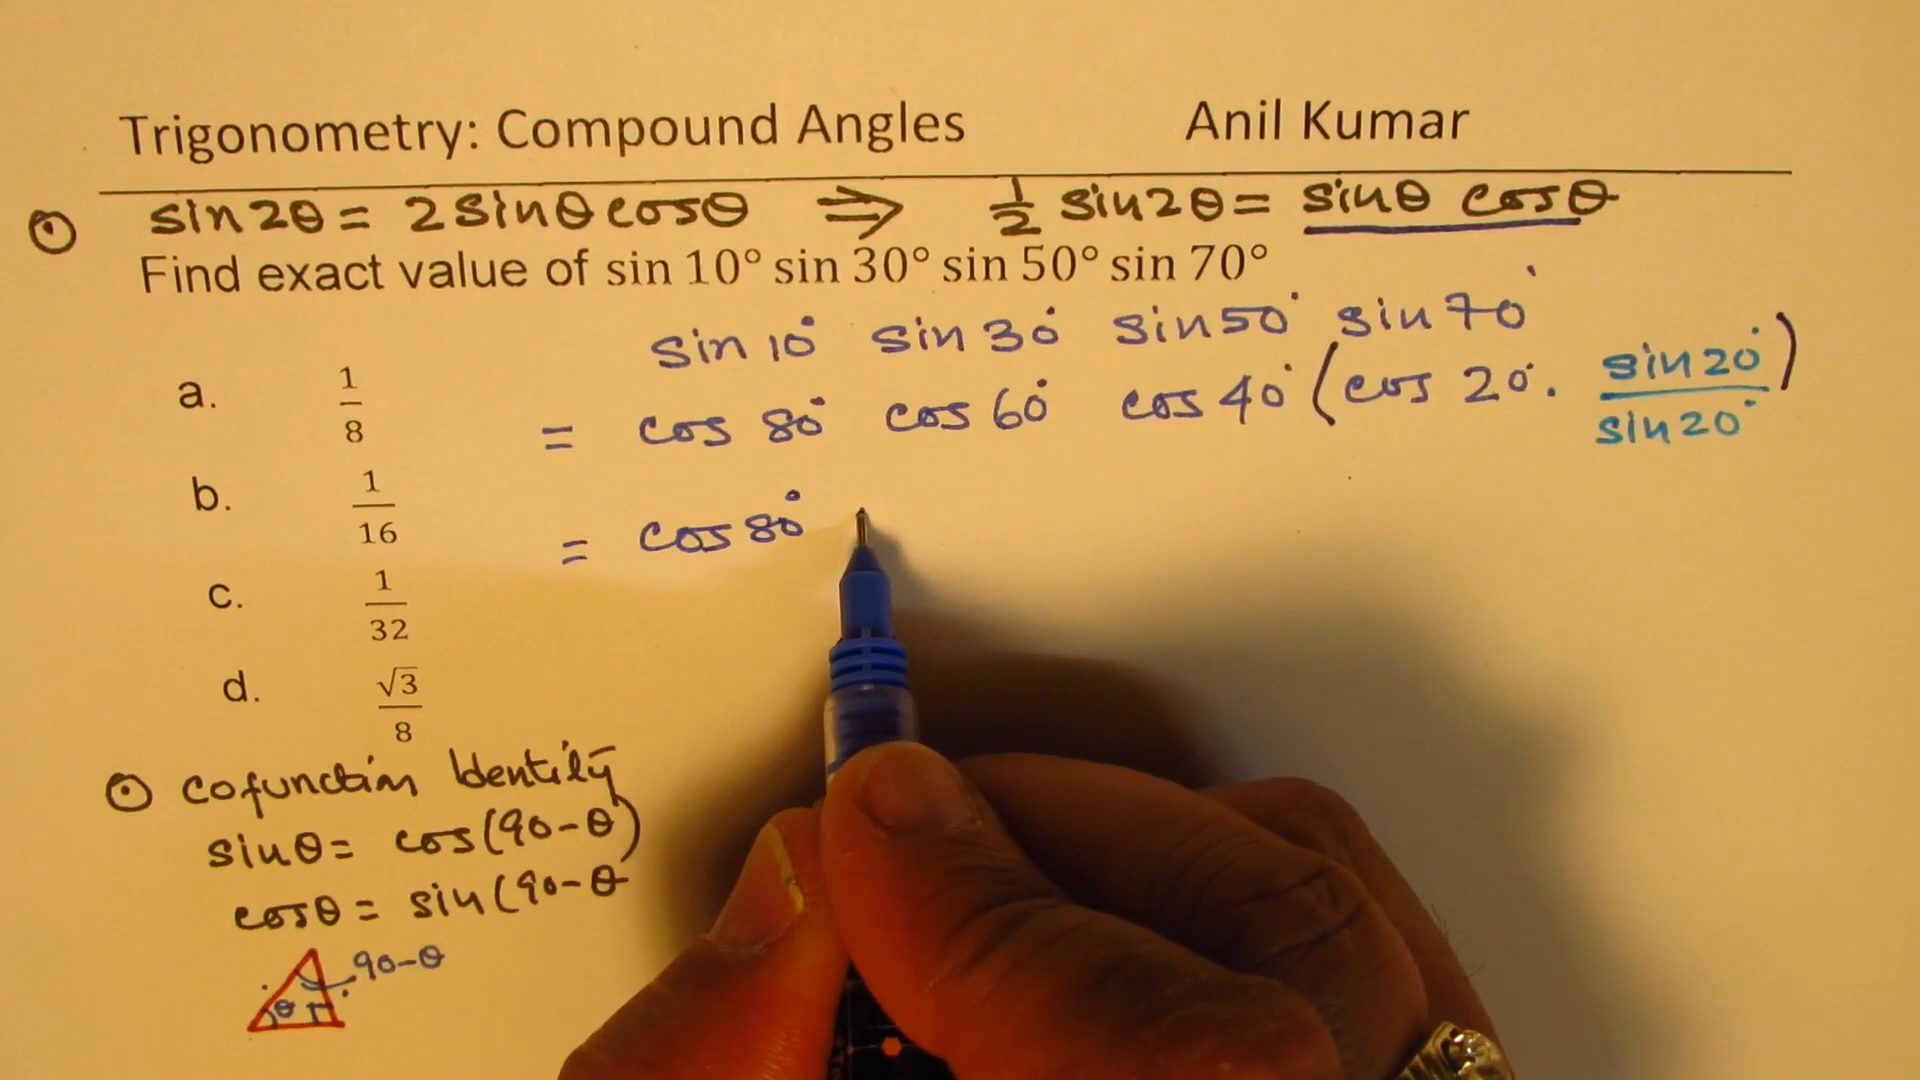 Trigonometry: Compound Angles Anil Kumar
sin2θ = 2sinθcosθ ⇒ 1/2 sin2θ = sinθ cosθ
Find exact value of sin 10° sin 30° sin 50° sin 70°
sin 10° sin 30° sin 50° sin 70°
a. 1/8
= cos 80° cos 60° cos 40° (cos 20° . sin 20°/sin 20°)
b. 1/16
= cos 80°
c. 1/32
d. √3/8
⊙ cofunction Identity
sinθ = cos(90-θ)
cosθ = sin(90-θ
90-θ
θ